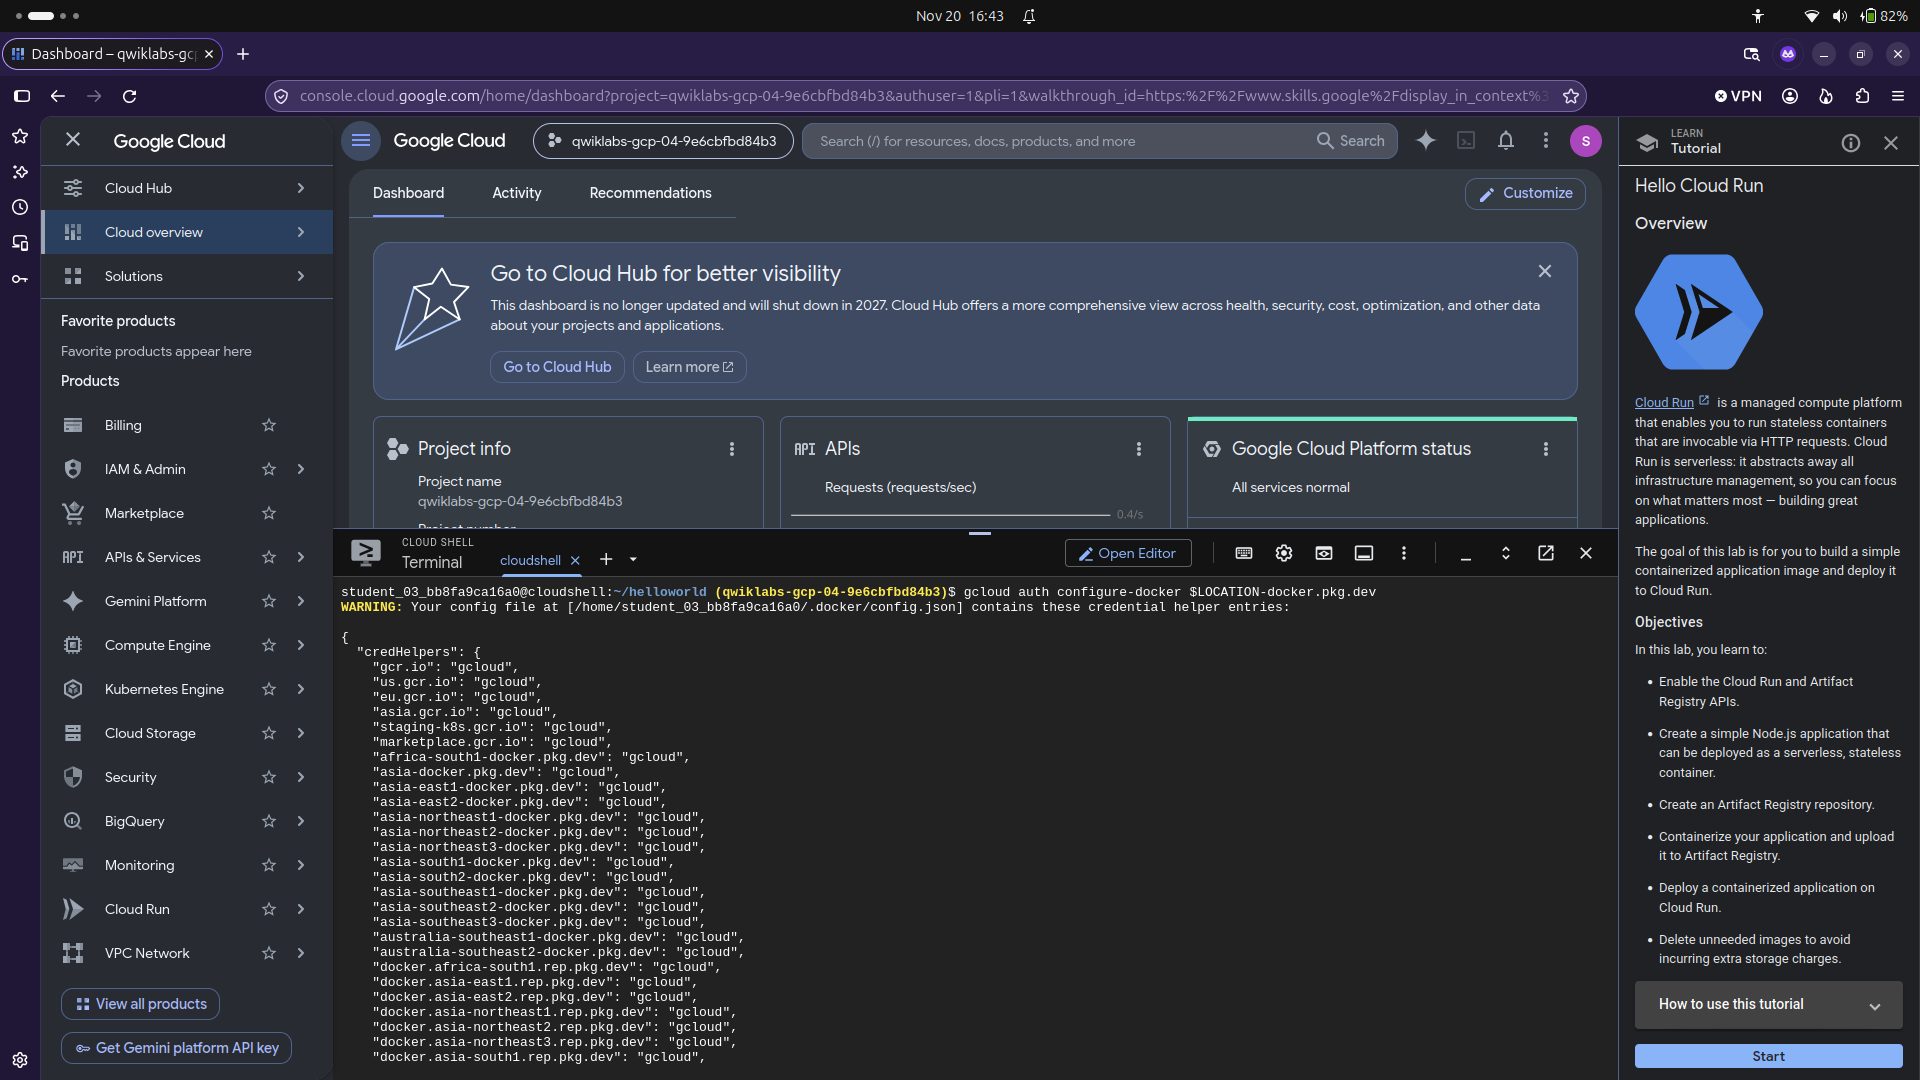 Nov 20 16:43
82%
Dashboard – qwiklabs-gc
console.cloud.google.com/home/dashboard?project=qwiklabs-gcp-04-9e6cbfbd84b3&authuser=1&pli=1&walkthrough_id=https:%2F%2Fwww.skills.google%2Fdisplay_in_context%3
VPN
Google Cloud
Cloud Hub
Cloud overview
Solutions
Favorite products
Favorite products appear here
Products
Billing
IAM & Admin
Marketplace
APIs & Services
Gemini Platform
Compute Engine
Kubernetes Engine
Cloud Storage
Security
BigQuery
Monitoring
Cloud Run
VPC Network
View all products
Get Gemini platform API key
Google Cloud
qwiklabs-gcp-04-9e6cbfbd84b3
Search (/) for resources, docs, products, and more
Search
S
Dashboard
Activity
Recommendations
Customize
Go to Cloud Hub for better visibility
This dashboard is no longer updated and will shut down in 2027. Cloud Hub offers a more comprehensive view across health, security, cost, optimization, and other data
about your projects and applications.
Go to Cloud Hub
Learn more
Project info
Project name
qwiklabs-gcp-04-9e6cbfbd84b3
Project number
API APIs
Requests (requests/sec)
0.4/s
Google Cloud Platform status
All services normal
CLOUD SHELL
Terminal
cloudshell
Open Editor
student_03_bb8fa9ca16a0@cloudshell:~/helloworld (qwiklabs-gcp-04-9e6cbfbd84b3)$ gcloud auth configure-docker $LOCATION-docker.pkg.dev
WARNING: Your config file at [/home/student_03_bb8fa9ca16a0/.docker/config.json] contains these credential helper entries:
{
"credHelpers": {
"gcr.io": "gcloud",
"us.gcr.io": "gcloud",
"eu.gcr.io": "gcloud",
"asia.gcr.io": "gcloud",
"staging-k8s.gcr.io": "gcloud",
"marketplace.gcr.io": "gcloud",
"africa-south1-docker.pkg.dev": "gcloud",
"asia-docker.pkg.dev": "gcloud",
"asia-east1-docker.pkg.dev": "gcloud",
"asia-east2-docker.pkg.dev": "gcloud",
"asia-northeast1-docker.pkg.dev": "gcloud",
"asia-northeast2-docker.pkg.dev": "gcloud",
"asia-northeast3-docker.pkg.dev": "gcloud",
"asia-south1-docker.pkg.dev": "gcloud",
"asia-south2-docker.pkg.dev": "gcloud",
"asia-southeast1-docker.pkg.dev": "gcloud",
"asia-southeast2-docker.pkg.dev": "gcloud",
"asia-southeast3-docker.pkg.dev": "gcloud",
"australia-southeast1-docker.pkg.dev": "gcloud",
"australia-southeast2-docker.pkg.dev": "gcloud",
"docker.africa-south1.rep.pkg.dev": "gcloud",
"docker.asia-east1.rep.pkg.dev": "gcloud",
"docker.asia-east2.rep.pkg.dev": "gcloud",
"docker.asia-northeast1.rep.pkg.dev": "gcloud",
"docker.asia-northeast2.rep.pkg.dev": "gcloud",
"docker.asia-northeast3.rep.pkg.dev": "gcloud",
"docker.asia-south1.rep.pkg.dev": "gcloud",
LEARN
Tutorial
Hello Cloud Run
Overview
Cloud Run is a managed compute platform
that enables you to run stateless containers
that are invocable via HTTP requests. Cloud
Run is serverless: it abstracts away all
infrastructure management, so you can focus
on what matters most — building great
applications.
The goal of this lab is for you to build a simple
containerized application image and deploy it
to Cloud Run.
Objectives
In this lab, you learn to:
• Enable the Cloud Run and Artifact
Registry APIs.
• Create a simple Node.js application that
can be deployed as a serverless, stateless
container.
• Create an Artifact Registry repository.
• Containerize your application and upload
it to Artifact Registry.
• Deploy a containerized application on
Cloud Run.
• Delete unneeded images to avoid
incurring extra storage charges.
How to use this tutorial
Start